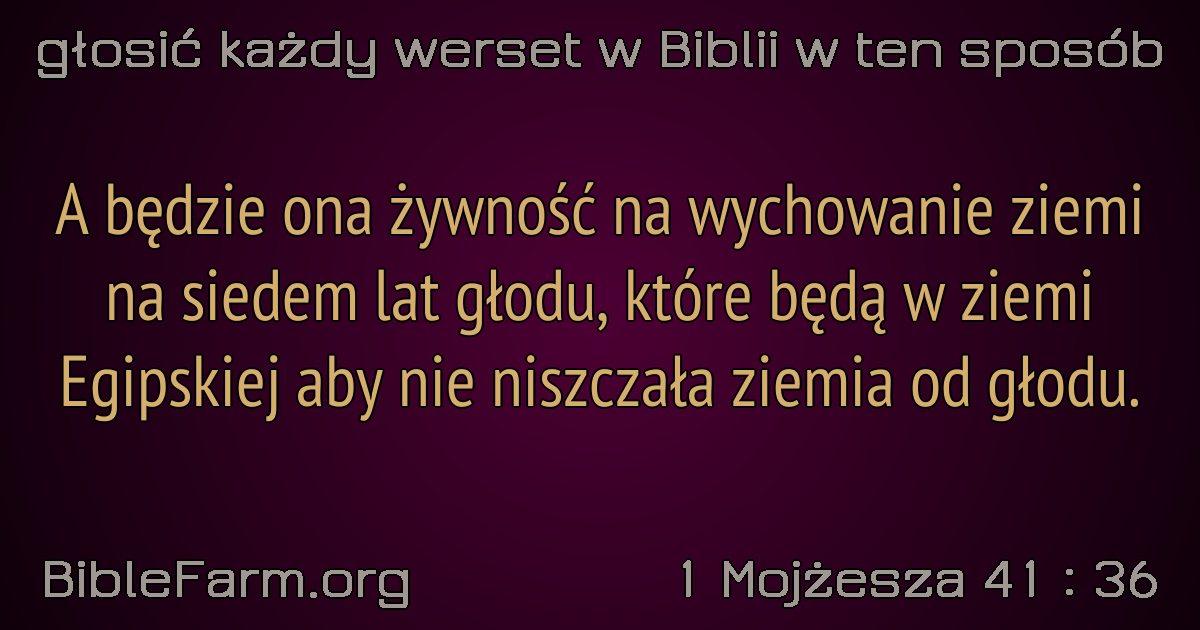 głosić każdy werset w Biblii w ten sposób
A będzie ona żywność na wychowanie ziemi
na siedem lat głodu, które będą w ziemi
Egipskiej aby nie niszczała ziemia od głodu.
BibleFarm.org
1 Mojżesza 41 : 36